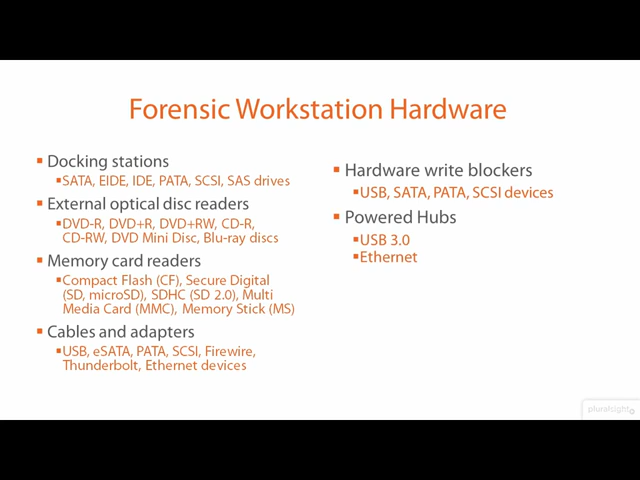 Forensic Workstation Hardware
▪ Docking stations
▪SATA, EIDE, IDE, PATA, SCSI, SAS drives
▪ External optical disc readers
▪DVD-R, DVD+R, DVD+RW, CD-R,
CD-RW, DVD Mini Disc, Blu-ray discs
▪ Memory card readers
▪Compact Flash (CF), Secure Digital
(SD, microSD), SDHC (SD 2.0), Multi
Media Card (MMC), Memory Stick (MS)
▪ Cables and adapters
▪USB, eSATA, PATA, SCSI, Firewire,
Thunderbolt, Ethernet devices
▪ Hardware write blockers
▪USB, SATA, PATA, SCSI devices
▪ Powered Hubs
▪USB 3.0
▪Ethernet
pluralsight